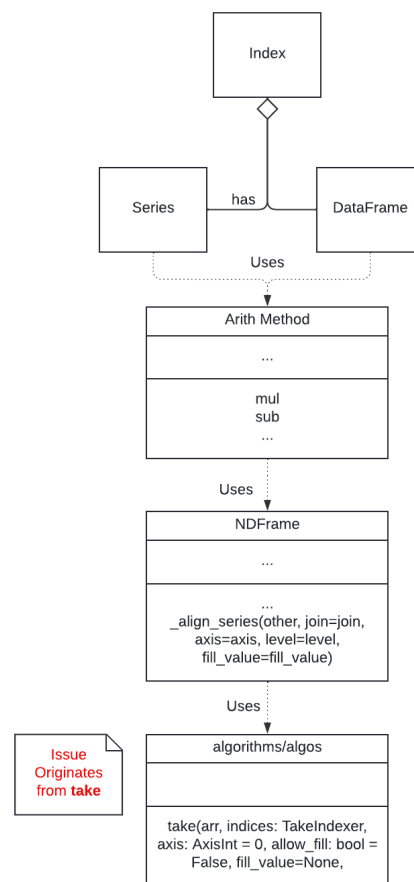 Index
has
Series
DataFrame
Uses
Arith Method
...
mul
sub
...
Uses
NDFrame
...
...
_align_series(other, join=join,
axis=axis, level=level,
fill_value=fill_value)
Uses
Issue
Originates
from take
algorithms/algos
take(arr, indices: TakeIndexer,
axis: AxisInt = 0, allow_fill: bool =
False, fill_value=None,